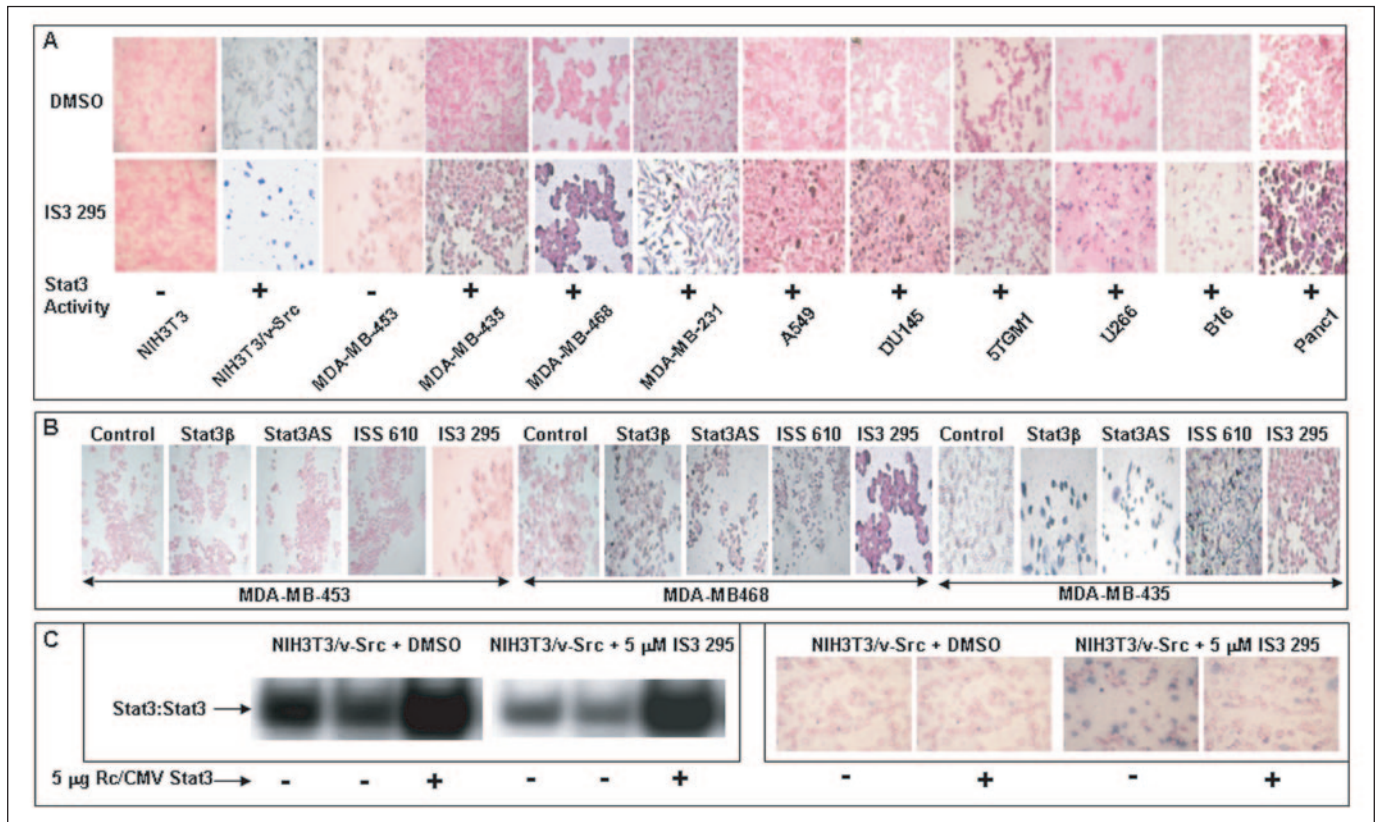 A
DMSO
IS3 295
Stat3 Activity
- + - + + + + + + + + +
NIH3T3 NIH3T3/v-Src MDA-MB-453 MDA-MB-435 MDA-MB-468 MDA-MB-231 A549 DU145 5TGM1 U266 B16 Panc1
B
Control Stat3β Stat3AS ISS 610 IS3 295 Control Stat3β Stat3AS ISS 610 IS3 295 Control Stat3β Stat3AS ISS 610 IS3 295
MDA-MB-453 MDA-MB468 MDA-MB-435
C
NIH3T3/v-Src + DMSO NIH3T3/v-Src + 5 µM IS3 295 NIH3T3/v-Src + DMSO NIH3T3/v-Src + 5 µM IS3 295
Stat3:Stat3
5 µg Rc/CMV Stat3 - - + - - + - + - +